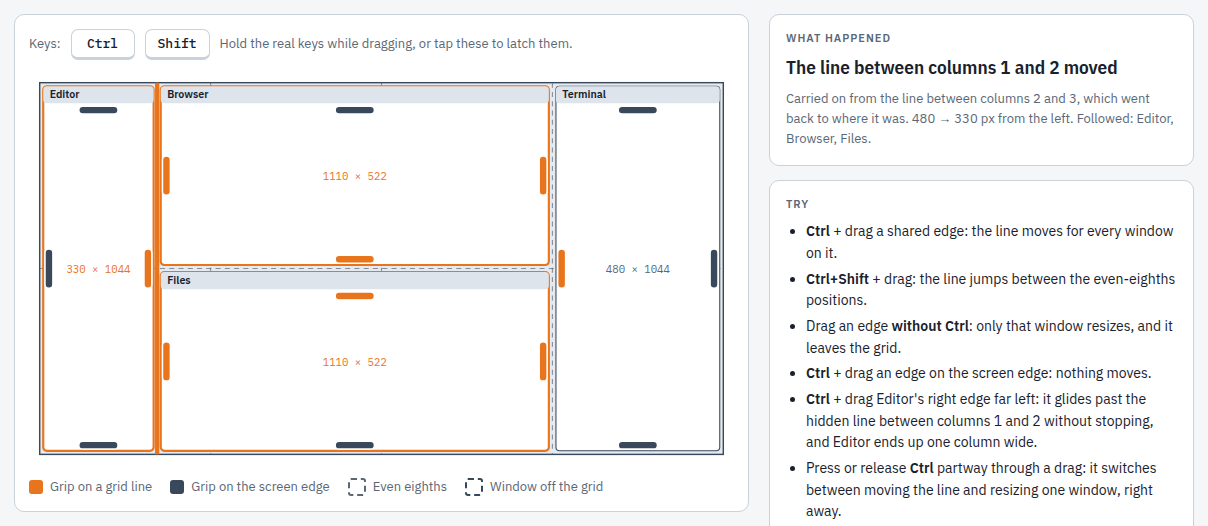 Keys: Ctrl Shift Hold the real keys while dragging, or tap these to latch them.
Editor
Browser
Terminal
1110 × 522
330 × 1044
480 × 1044
Files
1110 × 522
Grip on a grid line
Grip on the screen edge
Even eighths
Window off the grid
WHAT HAPPENED
The line between columns 1 and 2 moved
Carried on from the line between columns 2 and 3, which went
back to where it was. 480 → 330 px from the left. Followed: Editor,
Browser, Files.
TRY
• Ctrl + drag a shared edge: the line moves for every window
on it.
• Ctrl+Shift + drag: the line jumps between the even-eighths
positions.
• Drag an edge without Ctrl: only that window resizes, and it
leaves the grid.
• Ctrl + drag an edge on the screen edge: nothing moves.
• Ctrl + drag Editor's right edge far left: it glides past the
hidden line between columns 1 and 2 without stopping,
and Editor ends up one column wide.
• Press or release Ctrl partway through a drag: it switches
between moving the line and resizing one window, right
away.